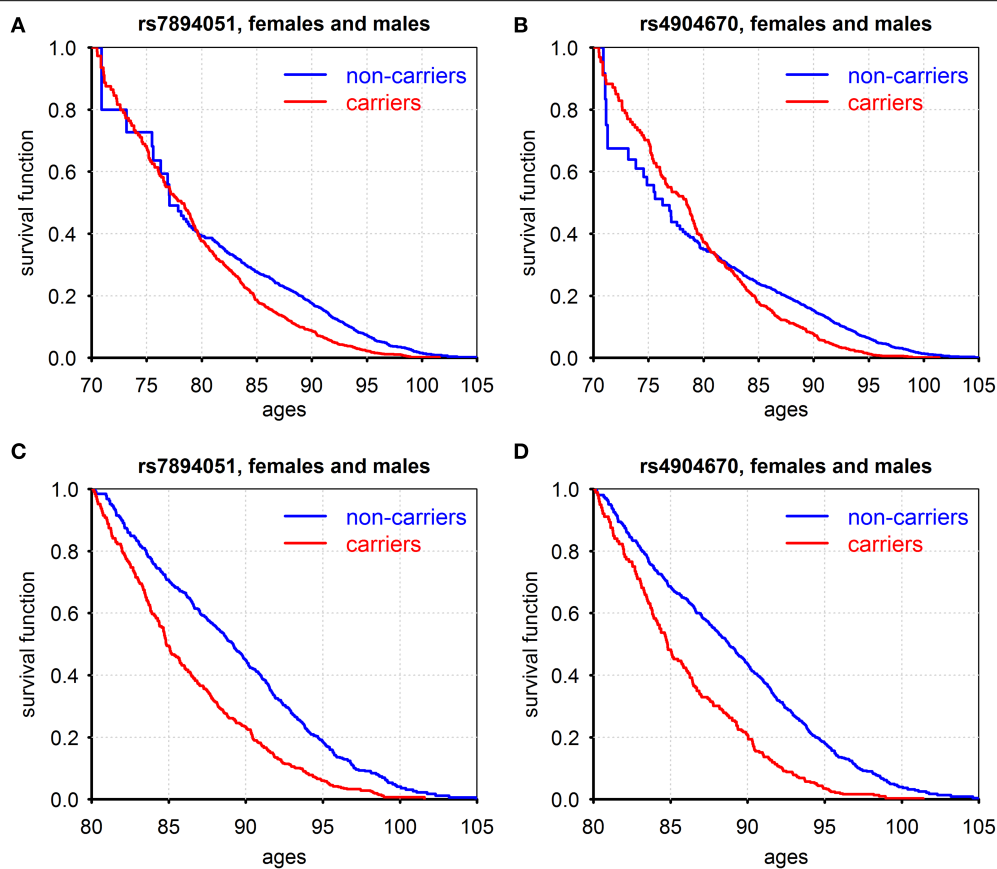 A
rs7894051, females and males
survival function
1.0
0.8
0.6
0.4
0.2
0.0
non-carriers
carriers
70 75 80 85 90 95 100 105
ages
B
rs4904670, females and males
survival function
1.0
0.8
0.6
0.4
0.2
0.0
non-carriers
carriers
70 75 80 85 90 95 100 105
ages
C
rs7894051, females and males
survival function
1.0
0.8
0.6
0.4
0.2
0.0
non-carriers
carriers
80 85 90 95 100 105
ages
D
rs4904670, females and males
survival function
1.0
0.8
0.6
0.4
0.2
0.0
non-carriers
carriers
80 85 90 95 100 105
ages